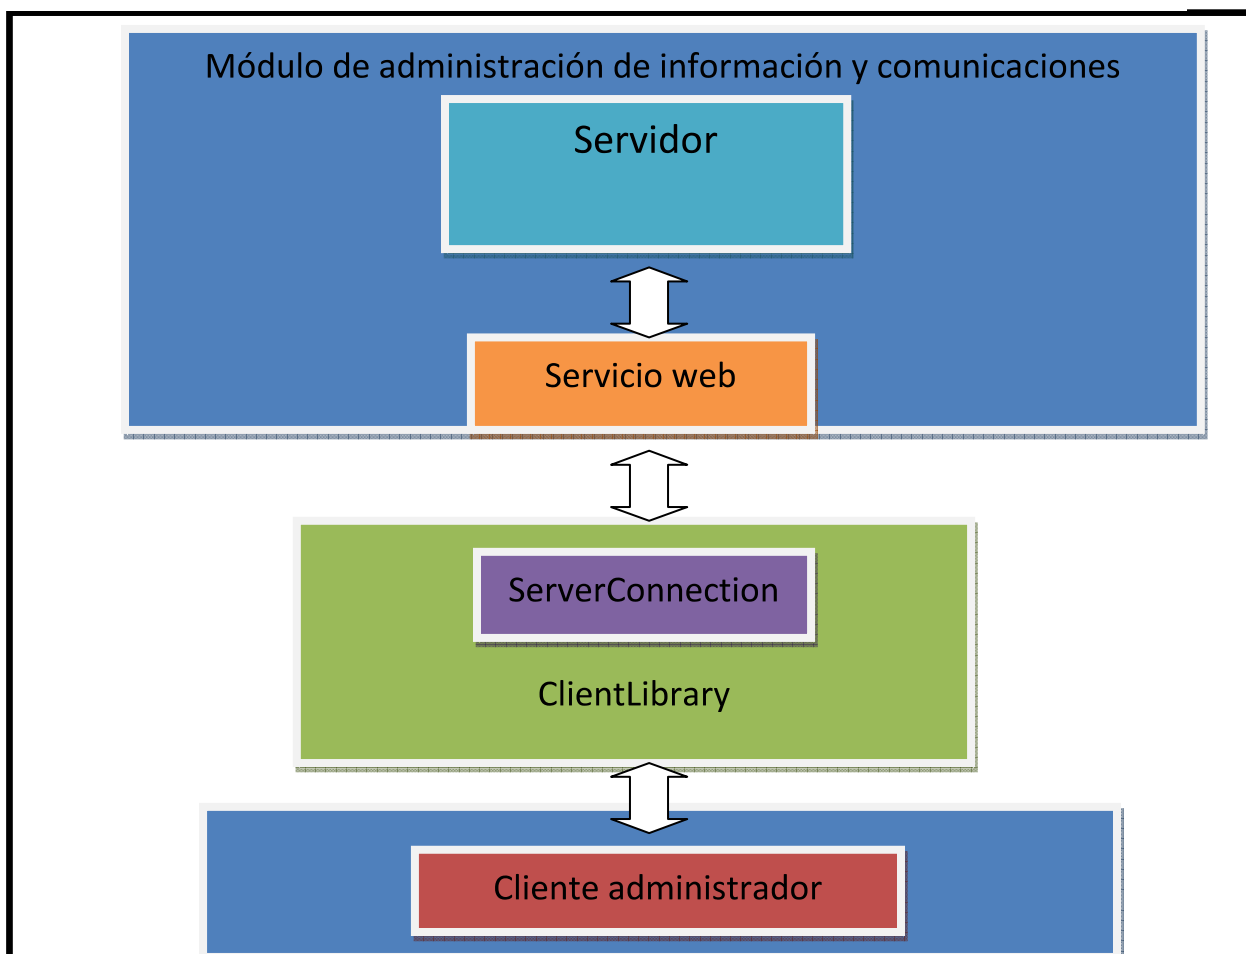 Módulo de administración de información y comunicaciones
Servidor
Servicio web
ServerConnection
ClientLibrary
Cliente administrador